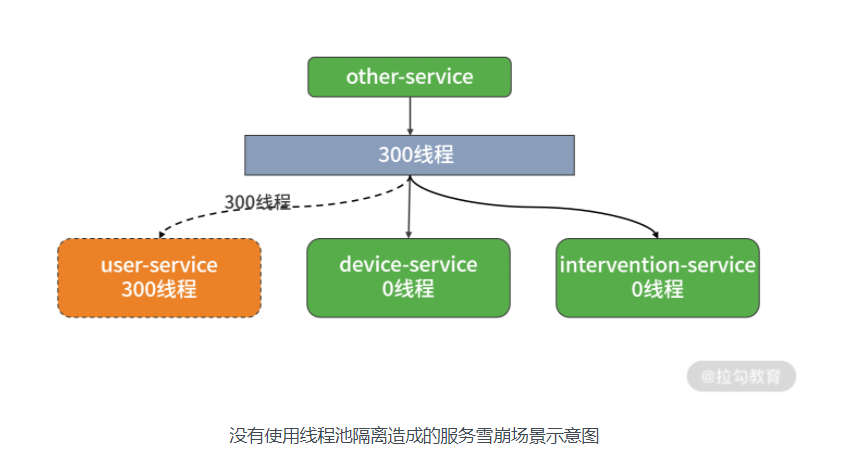 other-service
300线程
300线程
user-service
300线程
device-service
0线程
intervention-service
0线程
@拉勾教育
没有使用线程池隔离造成的服务雪崩场景示意图